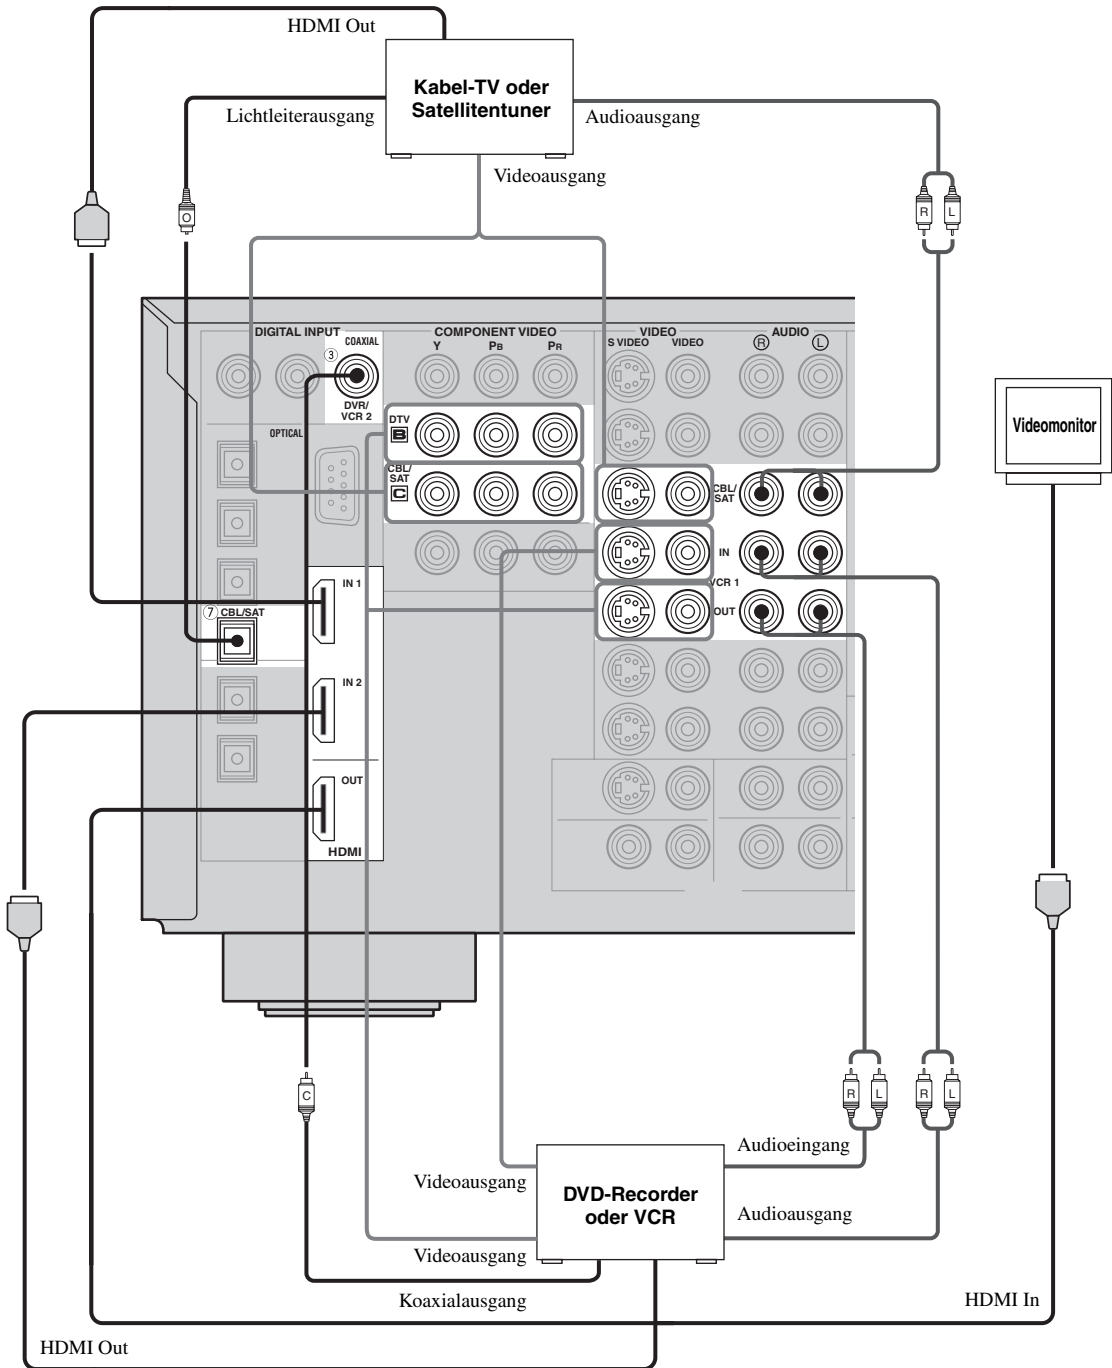 HDMI Out
Kabel-TV oder
Satellitentuner
Lichtleiterausgang
Audioausgang
Videoausgang
O
R L
DIGITAL INPUT
COMPONENT VIDEO
VIDEO
AUDIO
③ COAXIAL
Y PB PR
S VIDEO VIDEO
R L
DVR/
VCR 2
DTV
B
OPTICAL
CBL/
SAT
C
CBL/
SAT
Videomonitor
IN
VCR 1
OUT
IN 1
⑦ CBL/SAT
IN 2
OUT
HDMI
C
R L
R L
Audioeingang
Videoausgang
DVD-Recorder
oder VCR
Audioausgang
Videoausgang
Koaxialausgang
HDMI In
HDMI Out